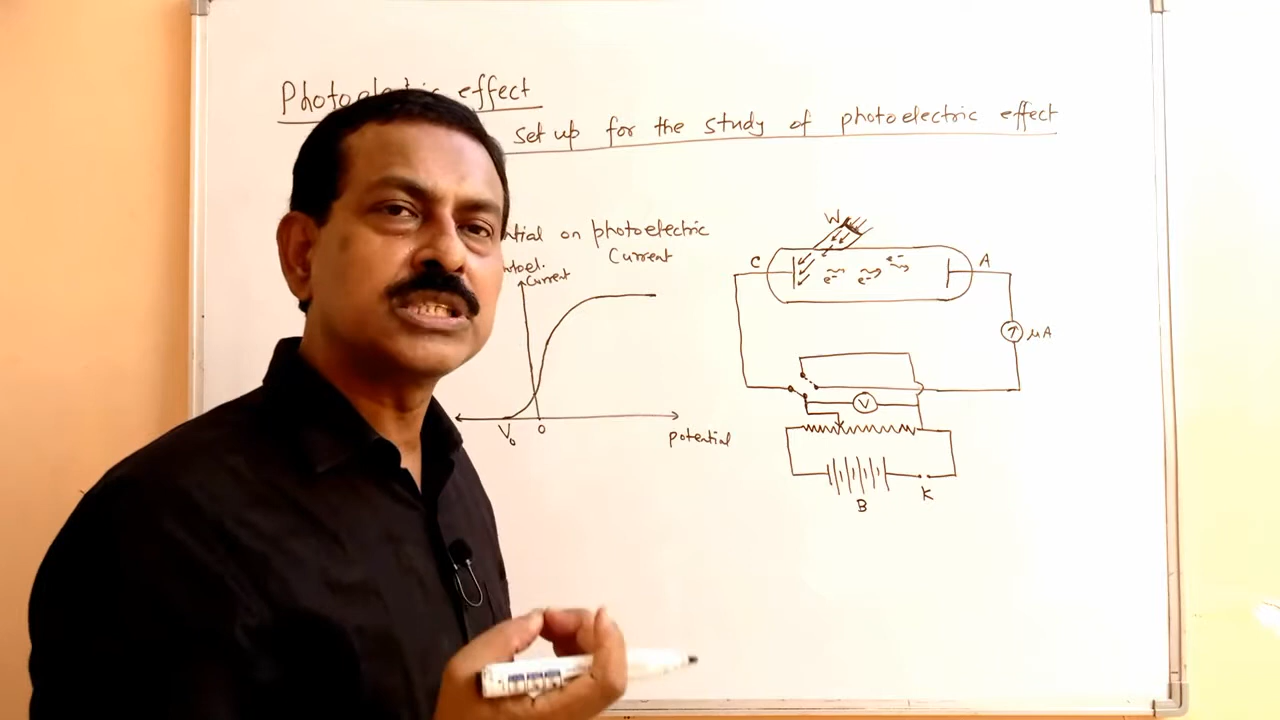 effect
set up for the study of photoelectric effect
on photoelectric
Current
Current
V₀
0
potential
W
C
A
e⁻
e⁻
e⁻
μA
V
B
K